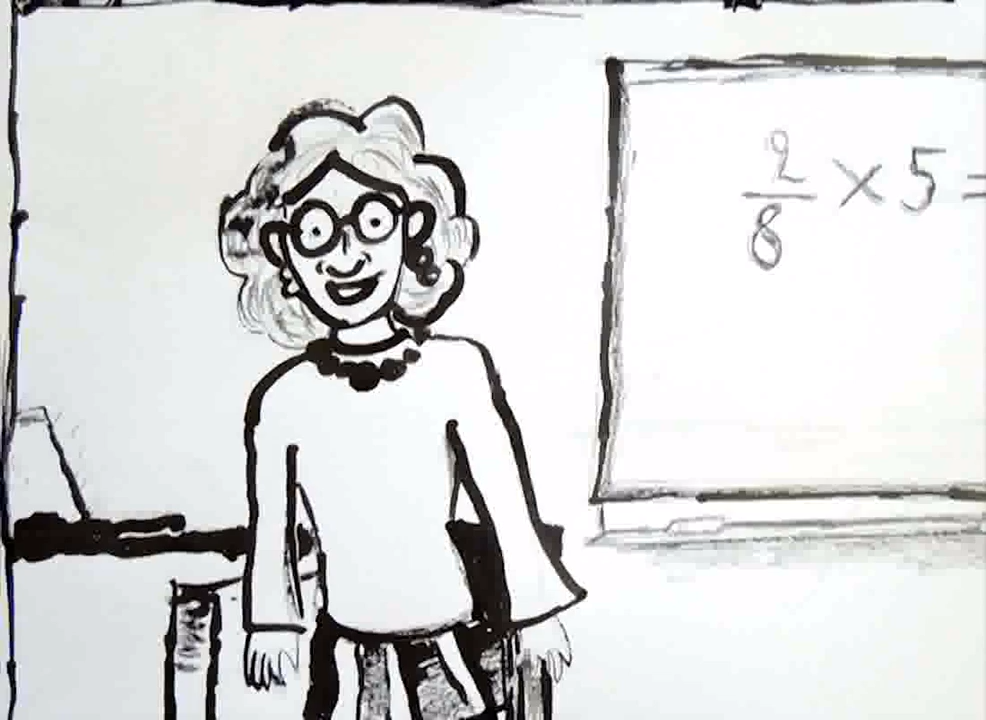 2/8 × 5 =